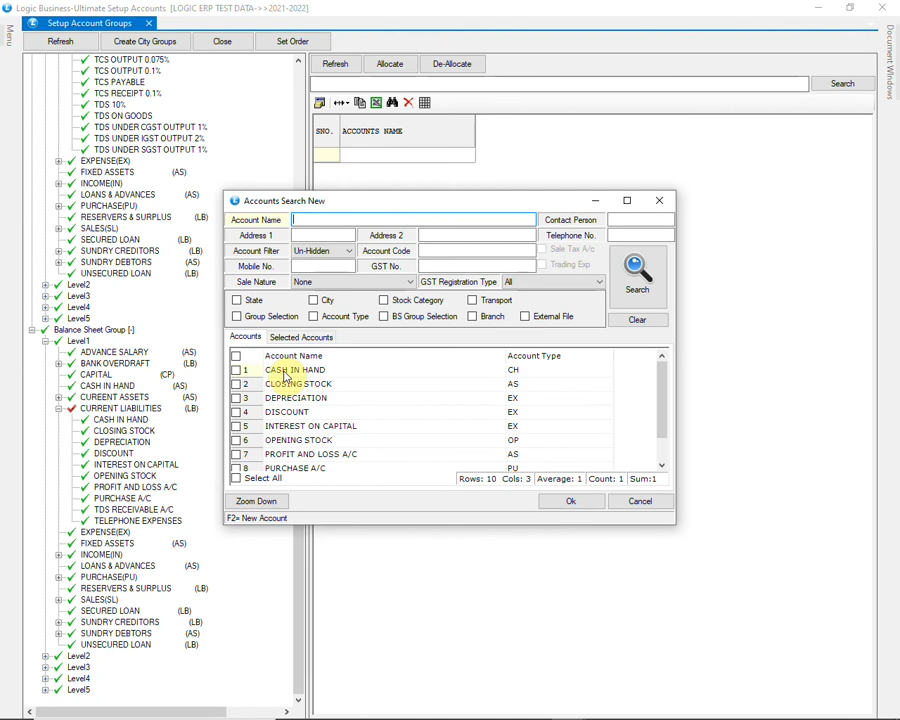 Logic Business-Ultimate Setup Accounts [LOGIC ERP TEST DATA->>2021-2022]
Menu
Setup Account Groups
Document Windows
Refresh Create City Groups Close Set Order
TCS OUTPUT 0.075%
TCS OUTPUT 0.1%
TCS PAYABLE
TCS RECEIPT 0.1%
TDS 10%
TDS ON GOODS
TDS UNDER CGST OUTPUT 1%
TDS UNDER IGST OUTPUT 2%
TDS UNDER SGST OUTPUT 1%
EXPENSE(EX)
FIXED ASSETS (AS)
INCOME(IN)
LOANS & ADVANCES (AS)
PURCHASE(PU)
RESERVERS & SURPLUS (LB)
SALES(SL)
SECURED LOAN (LB)
SUNDRY CREDITORS (LB)
SUNDRY DEBTORS (AS)
UNSECURED LOAN (LB)
Level2
Level3
Level4
Level5
Balance Sheet Group [-]
Level1
ADVANCE SALARY (AS)
BANK OVERDRAFT (LB)
CAPITAL (CP)
CASH IN HAND (AS)
CUREENT ASSETS (AS)
CURRENT LIABILITIES (LB)
CASH IN HAND
CLOSING STOCK
DEPRECIATION
DISCOUNT
INTEREST ON CAPITAL
OPENING STOCK
PROFIT AND LOSS A/C
PURCHASE A/C
TDS RECEIVABLE A/C
TELEPHONE EXPENSES
EXPENSE(EX)
FIXED ASSETS (AS)
INCOME(IN)
LOANS & ADVANCES (AS)
PURCHASE(PU)
RESERVERS & SURPLUS (LB)
SALES(SL)
SECURED LOAN (LB)
SUNDRY CREDITORS (LB)
SUNDRY DEBTORS (AS)
UNSECURED LOAN (LB)
Level2
Level3
Level4
Level5
Refresh Allocate De-Allocate
Search
SNO. ACCOUNTS NAME
Accounts Search New
Account Name Contact Person
Address 1 Address 2 Telephone No.
Account Filter Un-Hidden Account Code Sale Tax A/c
Mobile No. GST No. Trading Exp
Sale Nature None GST Registration Type All
Search
State City Stock Category Transport
Group Selection Account Type BS Group Selection Branch External File
Clear
Accounts Selected Accounts
Account Name Account Type
1 CASH IN HAND CH
2 CLOSING STOCK AS
3 DEPRECIATION EX
4 DISCOUNT EX
5 INTEREST ON CAPITAL EX
6 OPENING STOCK OP
7 PROFIT AND LOSS A/C AS
8 PURCHASE A/C PU
Select All Rows: 10 Cols: 3 Average: 1 Count: 1 Sum:1
Zoom Down Ok Cancel
F2= New Account